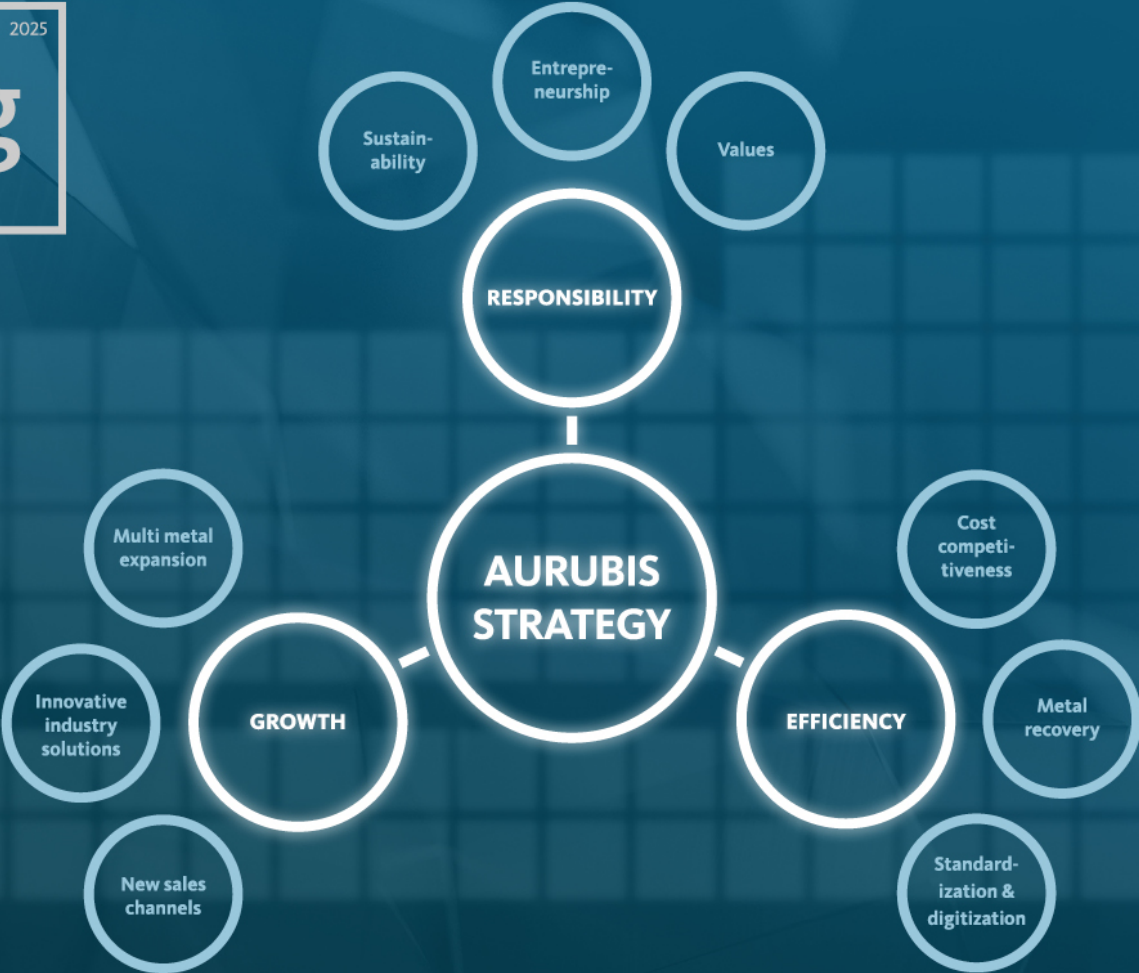 2025
g
Entrepre-
neurship
Sustain-
ability
Values
RESPONSIBILITY
AURUBIS
STRATEGY
Multi metal
expansion
Innovative
industry
solutions
New sales
channels
GROWTH
EFFICIENCY
Cost
competi-
tiveness
Metal
recovery
Standard-
ization &
digitization